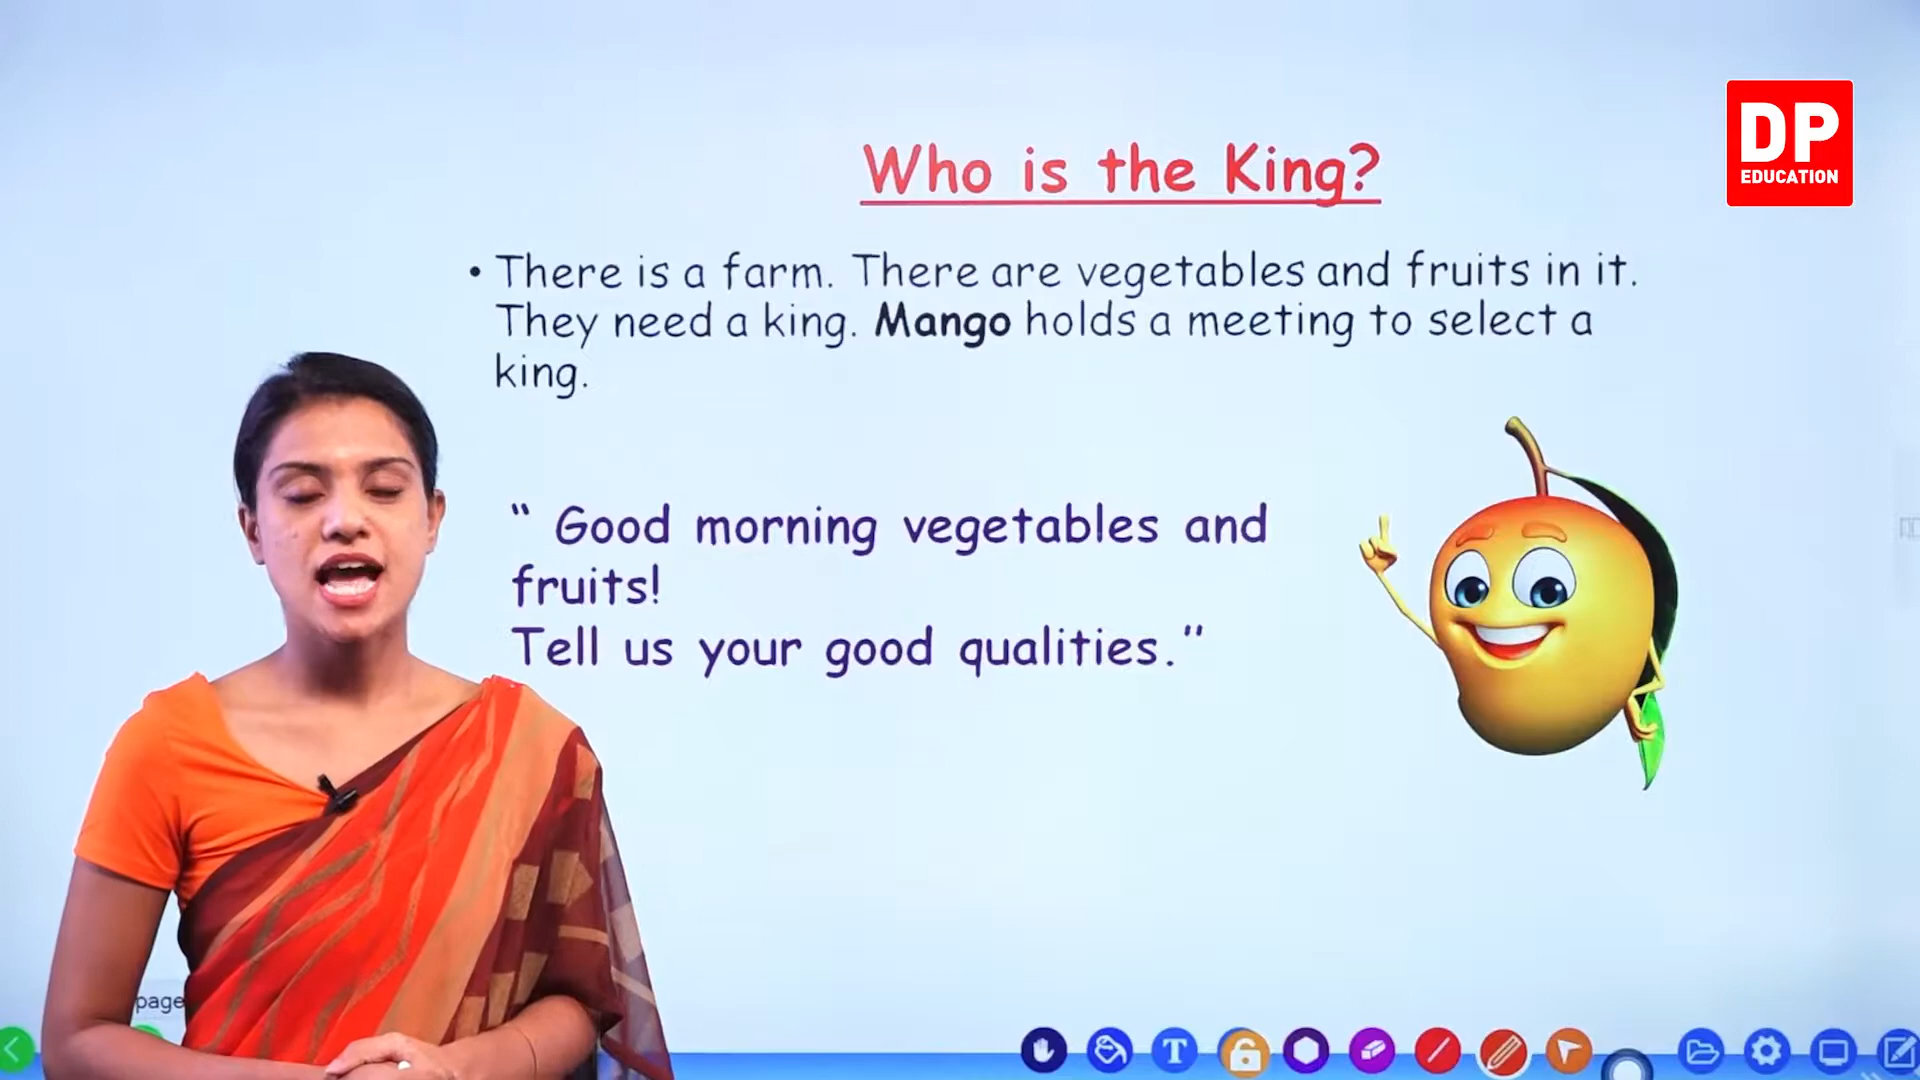 DP
EDUCATION
Who is the King?
• There is a farm. There are vegetables and fruits in it.
They need a king. Mango holds a meeting to select a
king.
“ Good morning vegetables and
fruits!
Tell us your good qualities.”
page
T